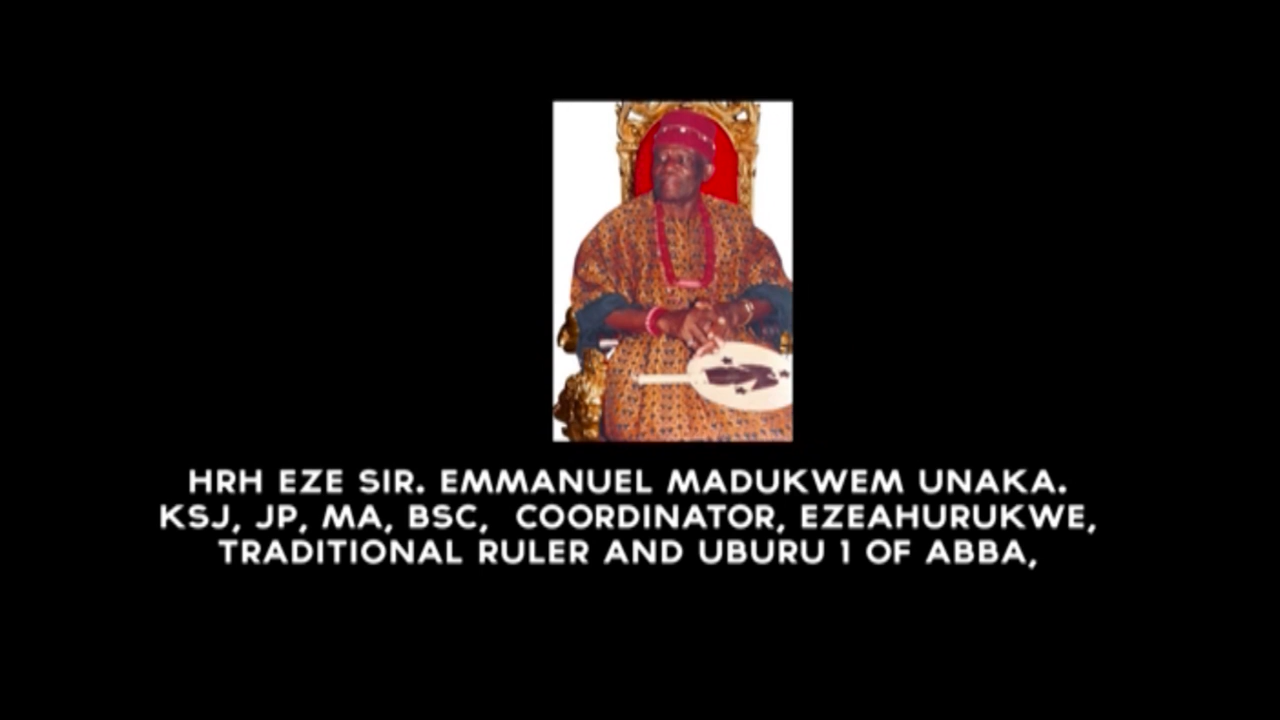 HRH EZE SIR. EMMANUEL MADUKWEM UNAKA.
KSJ, JP, MA, BSC, COORDINATOR, EZEAHURUKWE,
TRADITIONAL RULER AND UBURU 1 OF ABBA,